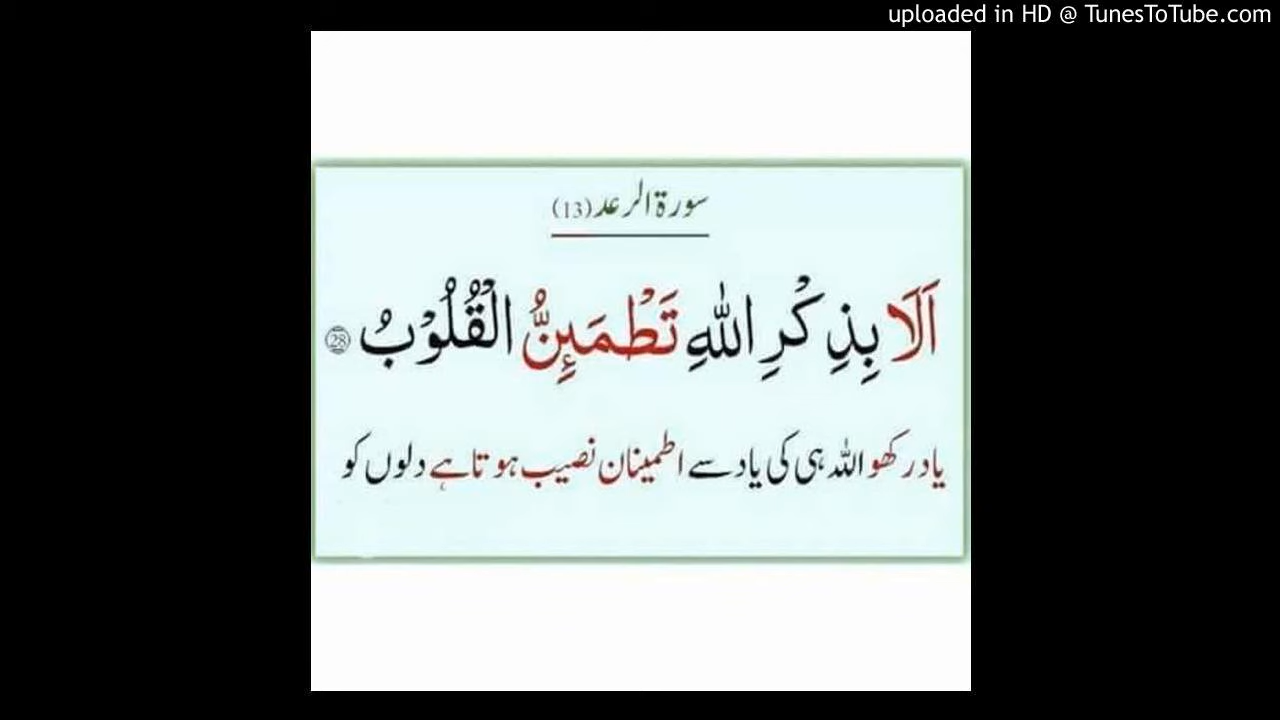 uploaded in HD @ TunesToTube.com
سورة الرعد (13)
اَلَا بِذِكْرِ اللّٰهِ تَطْمَىِٕنُّ الْقُلُوْبُ ﴿28﴾
یاد رکھو اللہ ہی کی یاد سے اطمینان نصیب ہوتا ہے دلوں کو